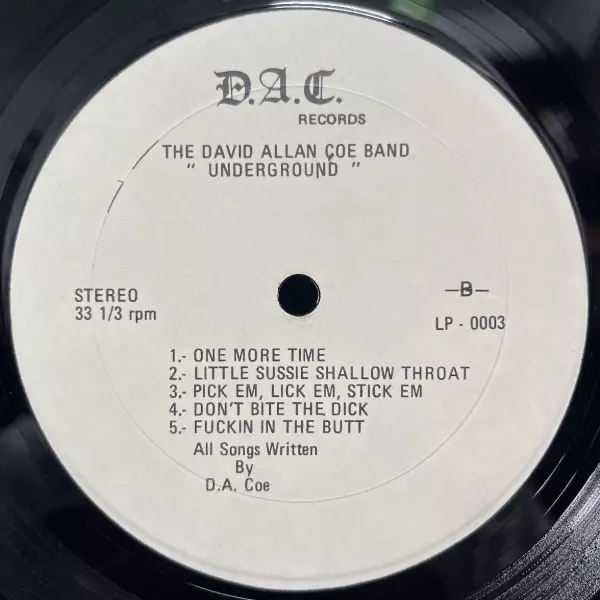 D.A.C.
RECORDS
THE DAVID ALLAN COE BAND
" UNDERGROUND "
STEREO
33 1/3 rpm
—B—
LP - 0003
1.- ONE MORE TIME
2.- LITTLE SUSSIE SHALLOW THROAT
3.- PICK EM, LICK EM, STICK EM
4.- DON'T BITE THE DICK
5.- FUCKIN IN THE BUTT
All Songs Written
By
D.A. Coe